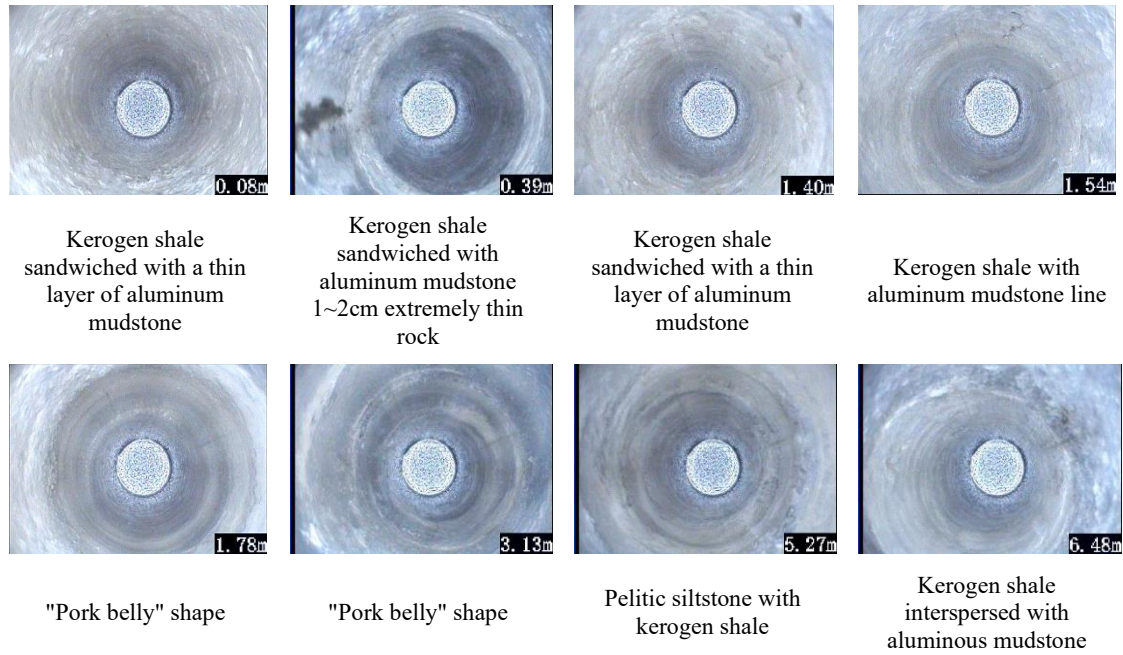 0.08m
0.39m
1.40m
1.54m
Kerogen shale
sandwiched with a thin
layer of aluminum
mudstone
Kerogen shale
sandwiched with
aluminum mudstone
1~2cm extremely thin
rock
Kerogen shale
sandwiched with a thin
layer of aluminum
mudstone
Kerogen shale with
aluminum mudstone line
1.78m
3.13m
5.27m
6.48m
"Pork belly" shape
"Pork belly" shape
Pelitic siltstone with
kerogen shale
Kerogen shale
interspersed with
aluminous mudstone